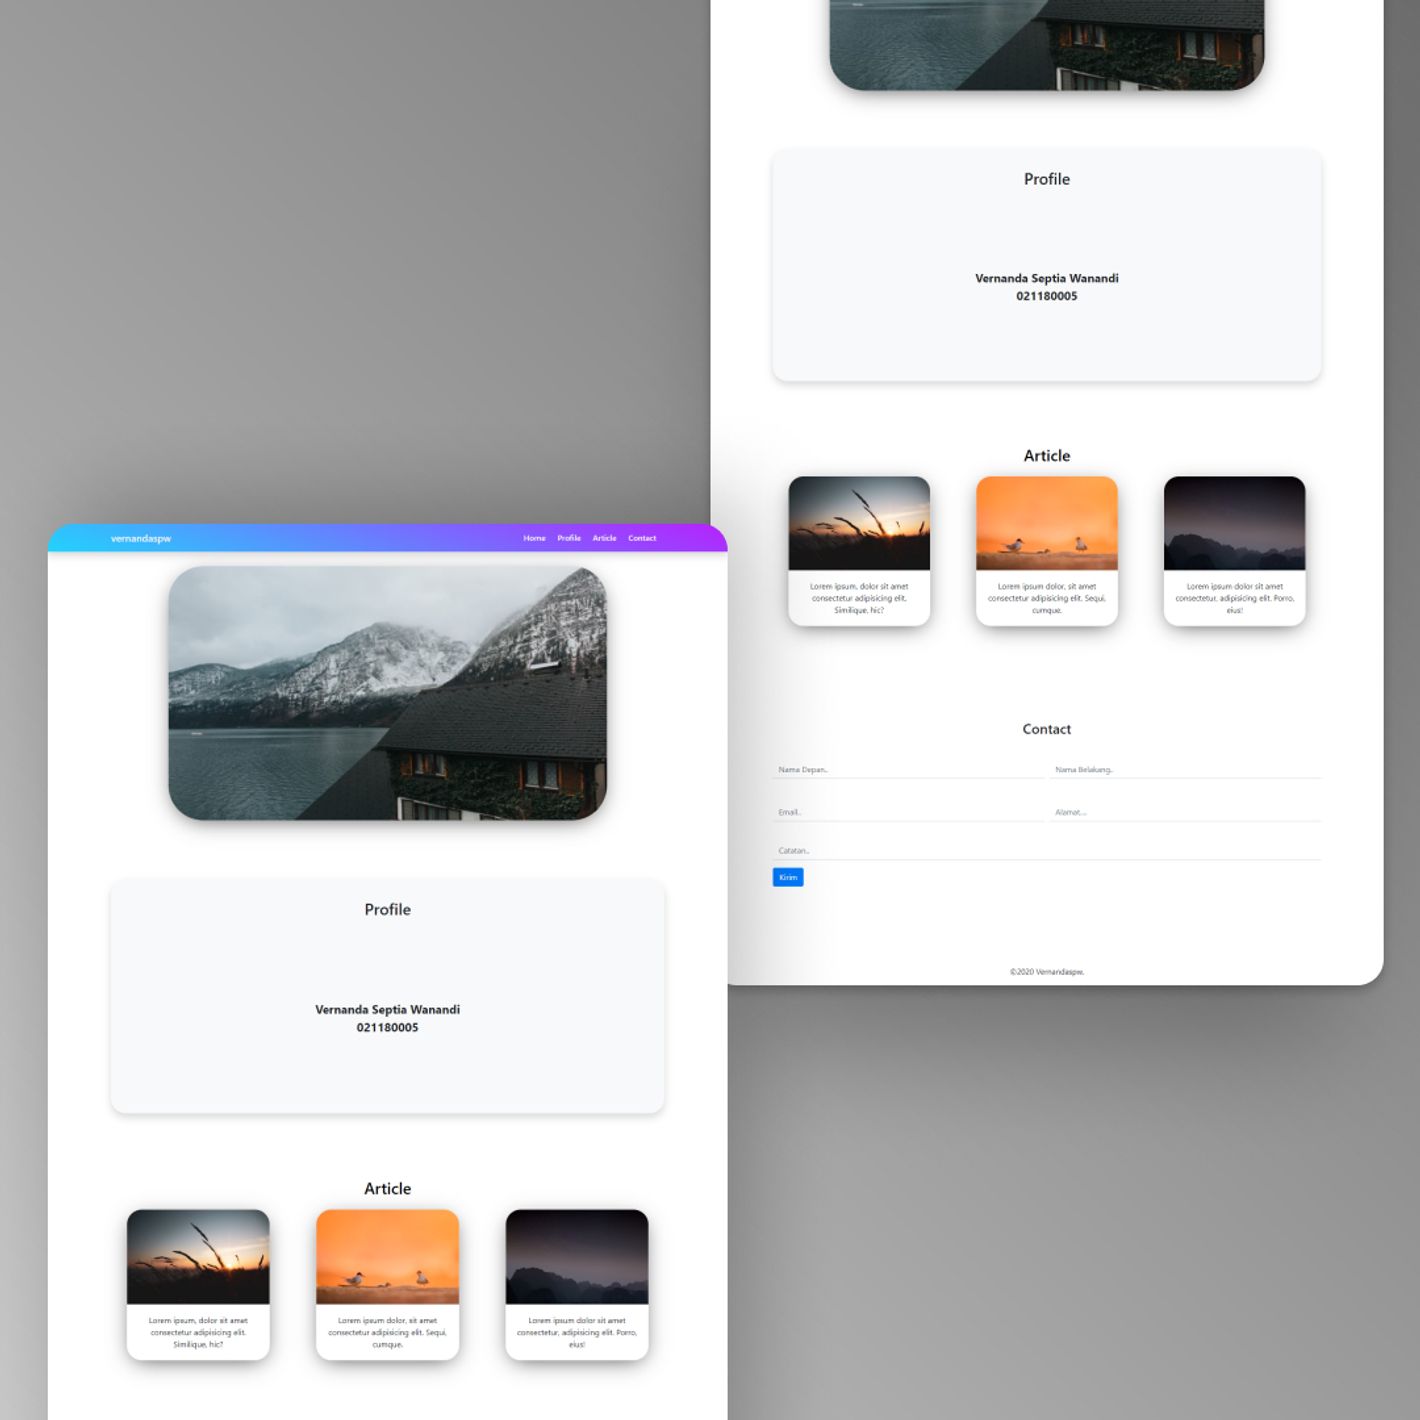 vernandaspw
Home Profile Article Contact
Profile
Vernanda Septia Wanandi
021180005
Article
Lorem ipsum, dolor sit amet
consectetur adipisicing elit.
Similique, hic?
Lorem ipsum dolor, sit amet
consectetur adipisicing elit. Sequi,
cumque.
Lorem ipsum dolor sit amet
consectetur, adipisicing elit. Porro,
eius!
Profile
Vernanda Septia Wanandi
021180005
Article
Lorem ipsum, dolor sit amet
consectetur adipisicing elit.
Similique, hic?
Lorem ipsum dolor, sit amet
consectetur adipisicing elit. Sequi,
cumque.
Lorem ipsum dolor sit amet
consectetur, adipisicing elit. Porro,
eius!
Contact
Nama Depan..
Nama Belakang..
Email..
Alamat....
Catatan..
Kirim
©2020 Vernandaspw.